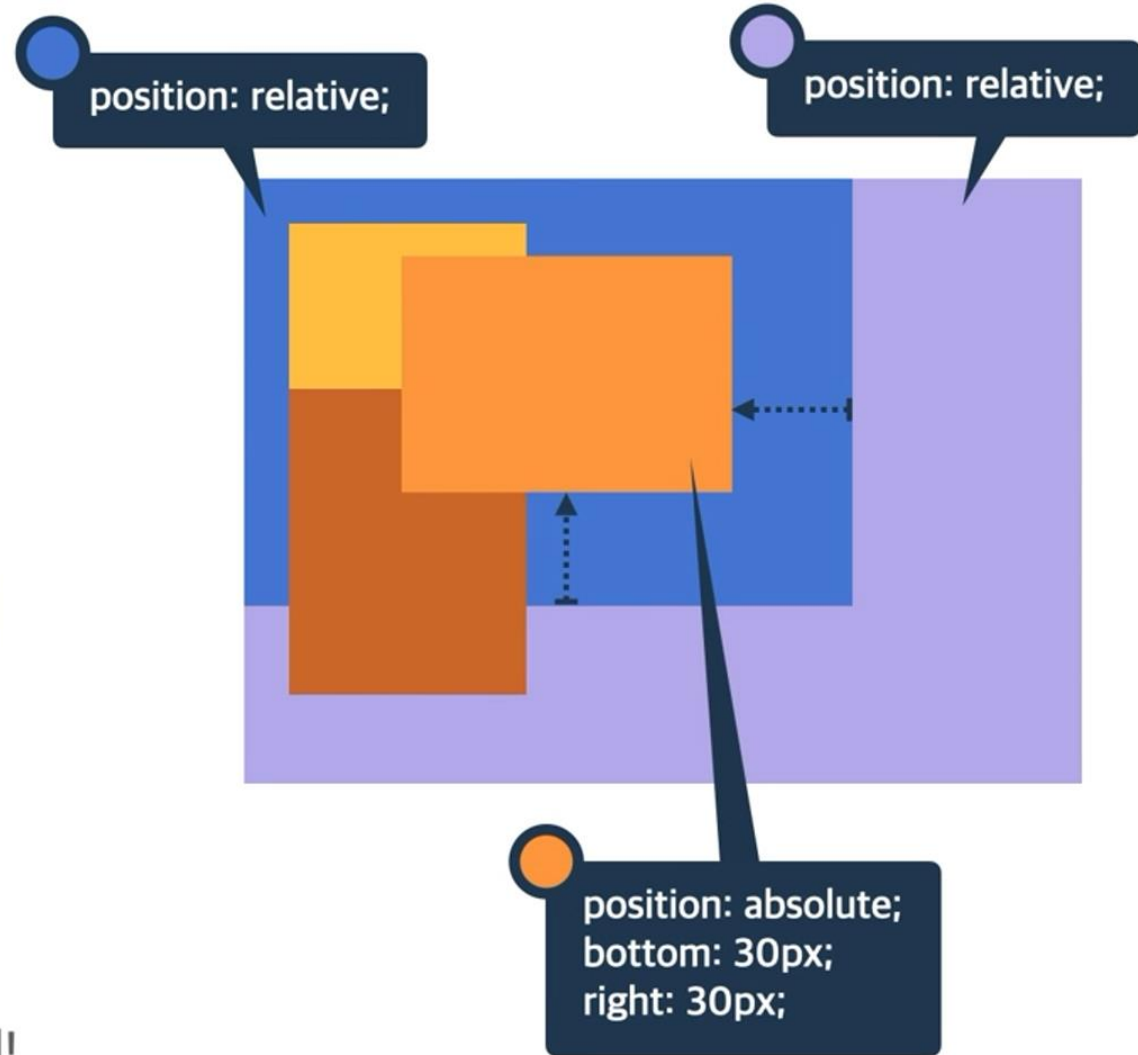 position: relative;
position: relative;
position: absolute;
bottom: 30px;
right: 30px;